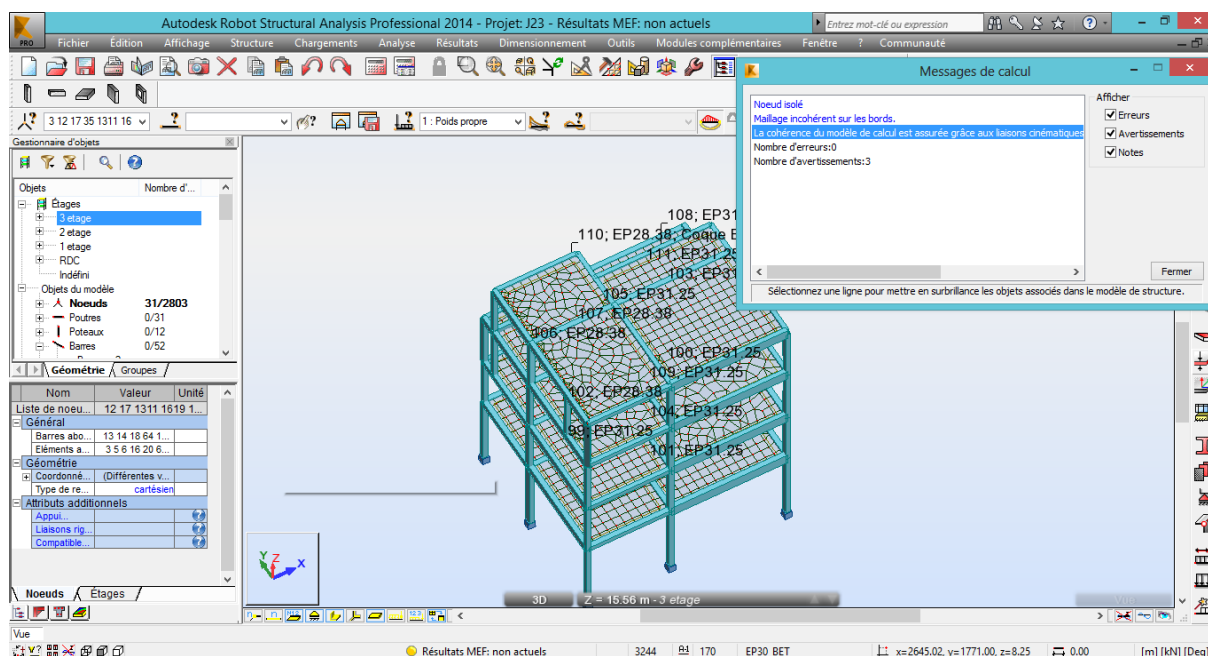 Autodesk Robot Structural Analysis Professional 2014 - Projet: J23 - Résultats MEF: non actuels
Entrez mot-clé ou expression
PRO
Fichier Édition Affichage Structure Chargements Analyse Résultats Dimensionnement Outils Modules complémentaires Fenêtre ? Communauté
3 12 17 35 1311 16
1 : Poids propre
Messages de calcul
Noeud isolé
Maillage incohérent sur les bords.
La cohérence du modèle de calcul est assurée grâce aux liaisons cinématiques
Nombre d'erreurs:0
Nombre d'avertissements:3
Afficher
Erreurs
Avertissements
Notes
Fermer
Sélectionnez une ligne pour mettre en surbrillance les objets associés dans le modèle de structure.
Gestionnaire d'objets
Objets Nombre d'...
Étages
3 etage
2 etage
1 etage
RDC
Indéfini
Objets du modèle
Noeuds 31/2803
Poutres 0/31
Poteaux 0/12
Barres 0/52
Géométrie Groupes
Nom Valeur Unité
Liste de noeu... 12 17 1311 1619 1...
Général
Barres abo... 13 14 18 64 1...
Eléments a... 3 5 6 16 20 6...
Géométrie
Coordonné... (Différentes v...
Type de re... cartésien
Attributs additionnels
Appui...
Liaisons rig...
Compatible...
Noeuds Étages
108; EP31
110; EP28.38; Coque B
111; EP31.25
103; EP31
105; EP31.25
107; EP28.38
106; EP28.38
100; EP31.25
109; EP31.25
102; EP28.38
104; EP31.25
99; EP31.25
101; EP31.25
Y Z X
3D Z = 15.56 m - 3 etage
Vue
Résultats MEF: non actuels 3244 170 EP30 BET x=2645.02, y=1771.00, z=8.25 0.00 [m] [kN] [Deg]